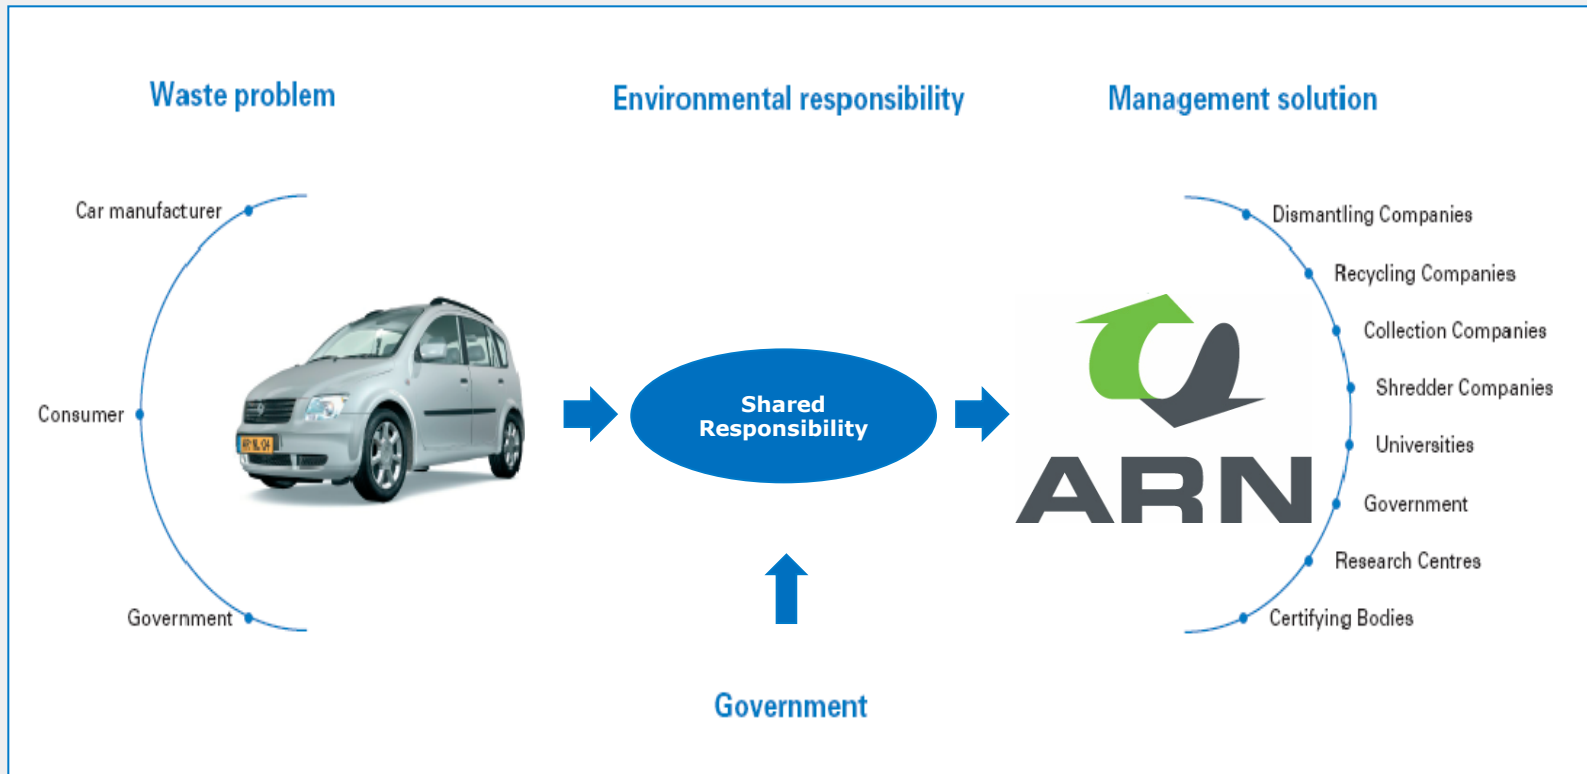 Waste problem
Environmental responsibility
Management solution
Car manufacturer
Consumer
Government
Shared
Responsibility
Government
ARN
Dismantling Companies
Recycling Companies
Collection Companies
Shredder Companies
Universities
Government
Research Centres
Certifying Bodies